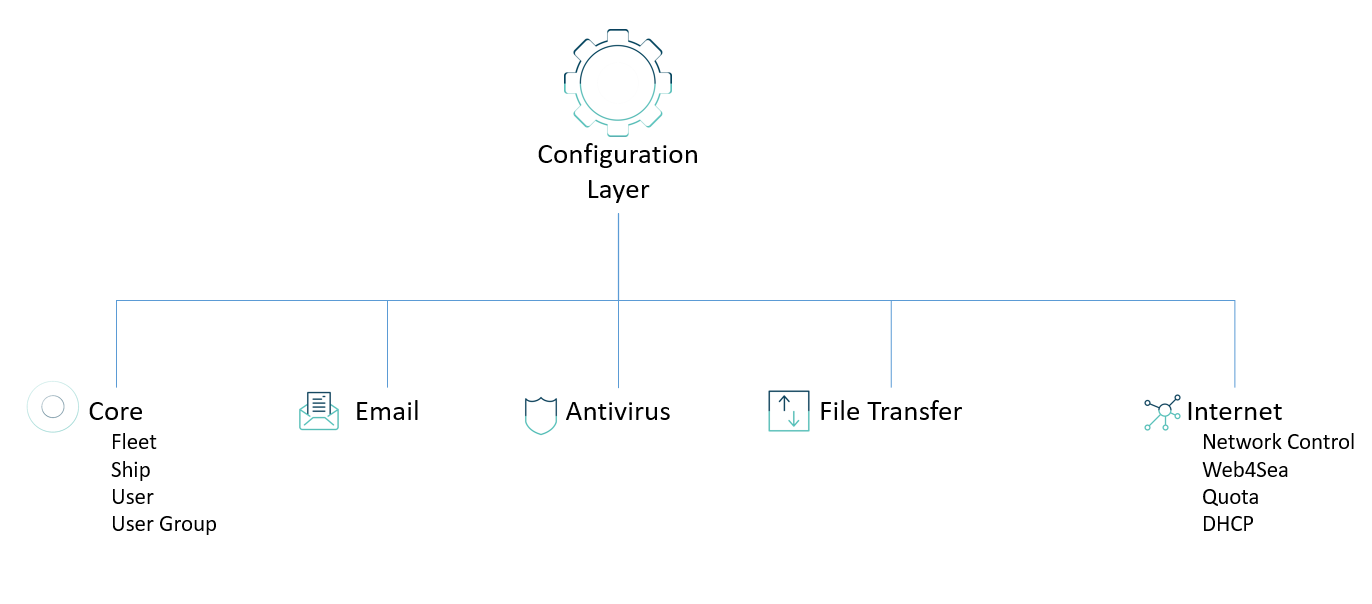 Configuration
Layer
Core
Fleet
Ship
User
User Group
Email
Antivirus
File Transfer
Internet
Network Control
Web4Sea
Quota
DHCP